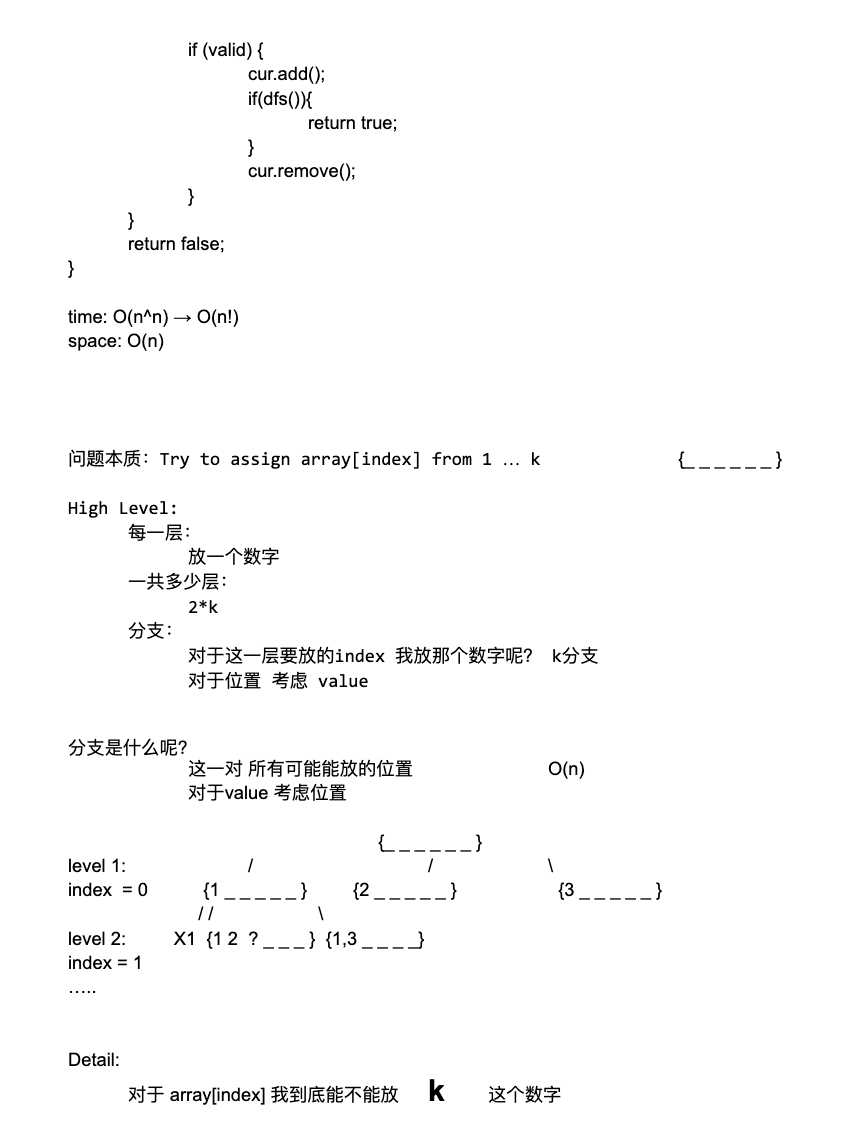 if (valid) {
cur.add();
if(dfs()){
return true;
}
cur.remove();
}
}
return false;
}
time: O(n^n) → O(n!)
space: O(n)
问题本质：Try to assign array[index] from 1 … k {_ _ _ _ _ _}
High Level:
每一层：
放一个数字
一共多少层：
2*k
分支：
对于这一层要放的index 我放那个数字呢? k分支
对于位置 考虑 value
分支是什么呢?
这一对 所有可能能放的位置 O(n)
对于value 考虑位置
{_ _ _ _ _ _}
level 1: / / \
index = 0 {1 _ _ _ _ _} {2 _ _ _ _ _} {3 _ _ _ _ _}
/ / \
level 2: X1 {1 2 ? _ _ _} {1,3 _ _ _ _}
index = 1
…..
Detail:
对于 array[index] 我到底能不能放 k 这个数字